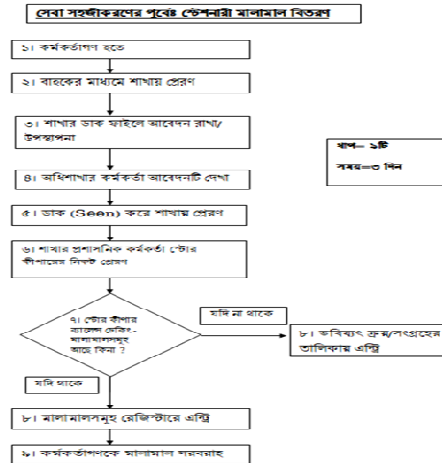 সেবা সহজীকরণের পূর্বেঃ স্টেশনারী মালামাল বিতরণ
১। কর্মকর্তাগণ হতে
২। বাহকের মাধ্যমে শাখায় প্রেরণ
৩। শাখার ডাক ফাইলে আবেদন রাখা/
উপস্থাপনা
৪। অধিশাখার কর্মকর্তা আবেদনটি দেখা
৫। ডাক (Seen) করে শাখায় প্রেরণ
৬। শাখার প্রশাসনিক কর্মকর্তা স্টোর
কীপারের নিকট প্রেরণ
ধাপ= ৯টি
সময়=৩ দিন
৭। স্টোর কীপার
ব্যালেন্স চেকিং-
মালামালসমূহ
আছে কিনা ?
যদি না থাকে
৮। ভবিষ্যৎ ক্রয়/সংগ্রহের
তালিকায় এন্ট্রি
যদি থাকে
৮। মালামালসমূহ রেজিস্টারে এন্ট্রি
৯। কর্মকর্তাগণকে মালামাল সরবরাহ